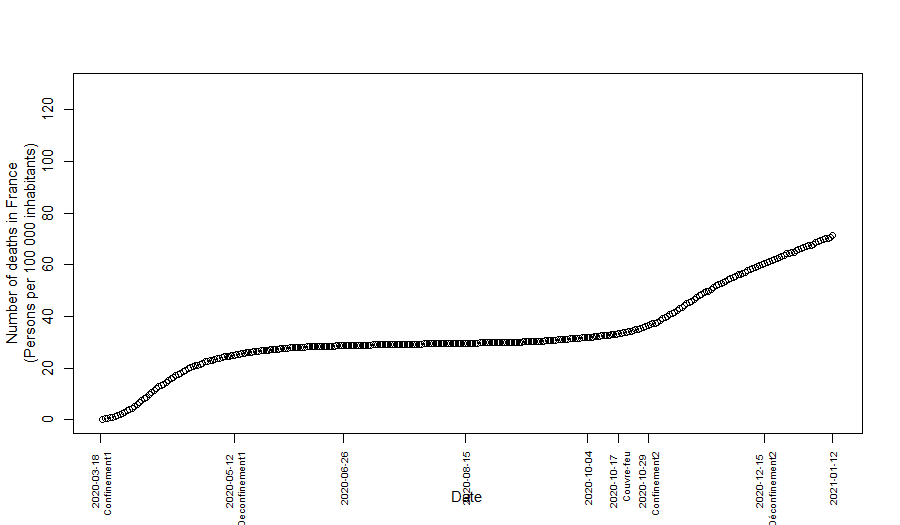 Number of deaths in France
(Persons per 100 000 inhabitants)
0
20
40
60
80
100
120
2020-03-18
Confinement1
2020-05-12
Deconfinement1
2020-06-26
2020-08-15
2020-10-04
2020-10-17
Couvre-feu
2020-10-29
Confinement2
2020-12-15
Déconfinement2
2021-01-12
Date